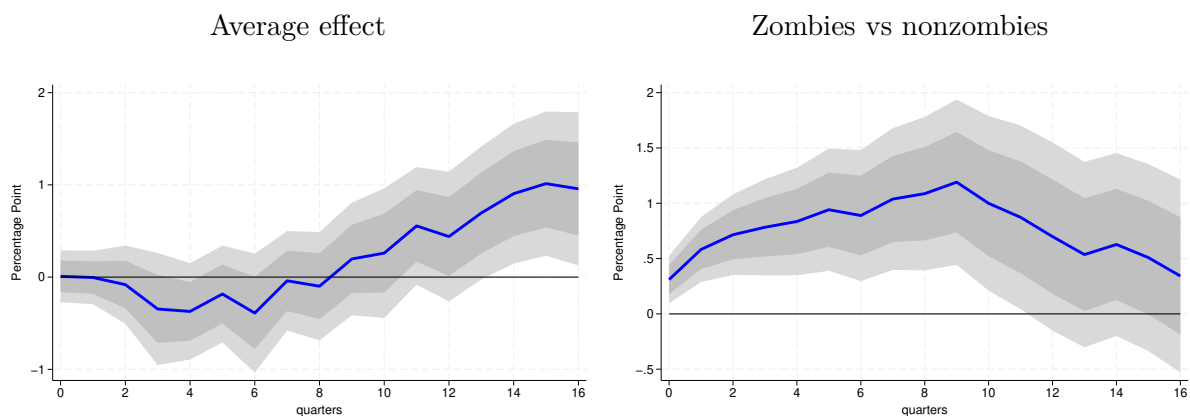 Average effect
Percentage Point
2
1
0
−1
0 2 4 6 8 10 12 14 16
quarters
Zombies vs nonzombies
Percentage Point
2
1.5
1
.5
0
−.5
0 2 4 6 8 10 12 14 16
quarters